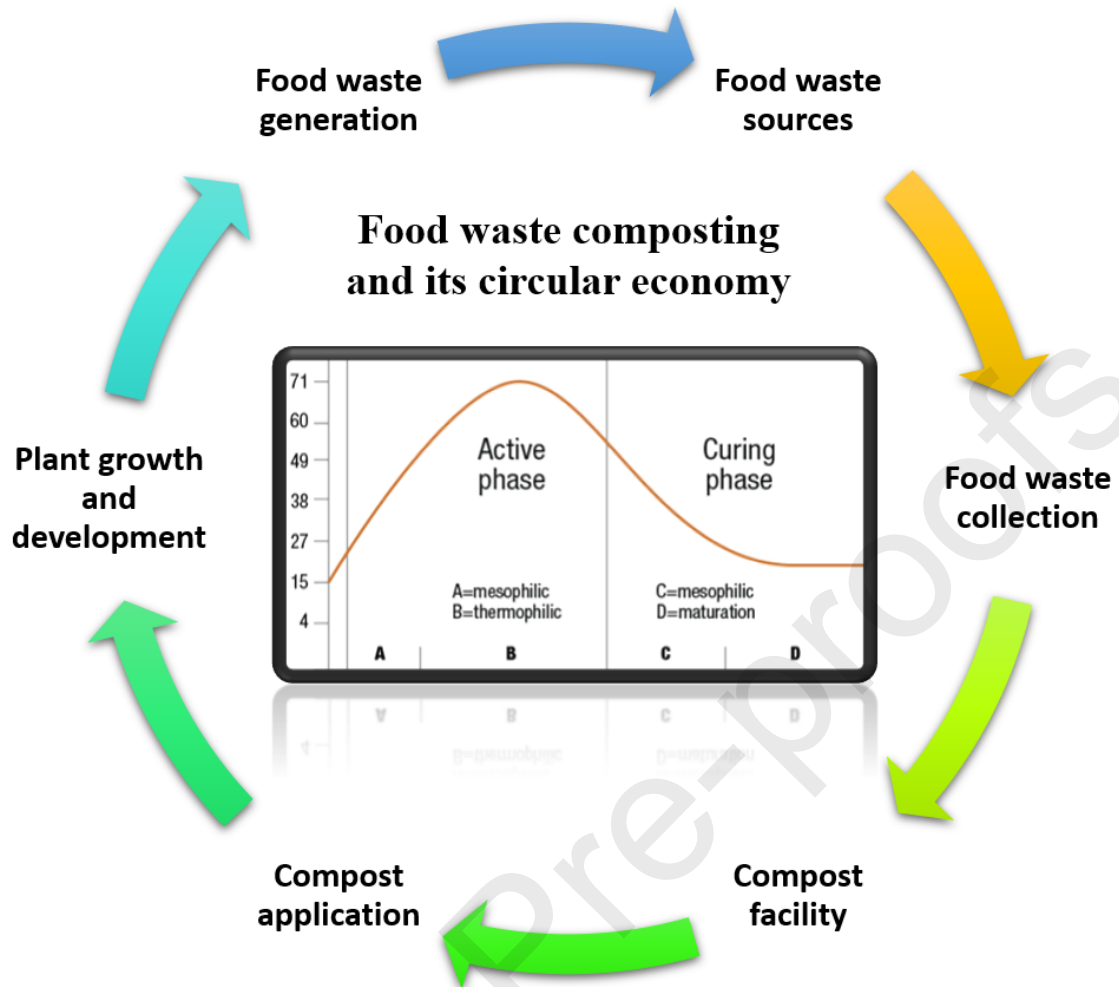 Food waste
generation
Food waste
sources
Food waste composting
and its circular economy
71
60
49
38
27
15
4
Active
phase
Curing
phase
A=mesophilic
B=thermophilic
C=mesophilic
D=maturation
A
B
C
D
Plant growth
and
development
Food waste
collection
Compost
application
Compost
facility
Pre-proofs